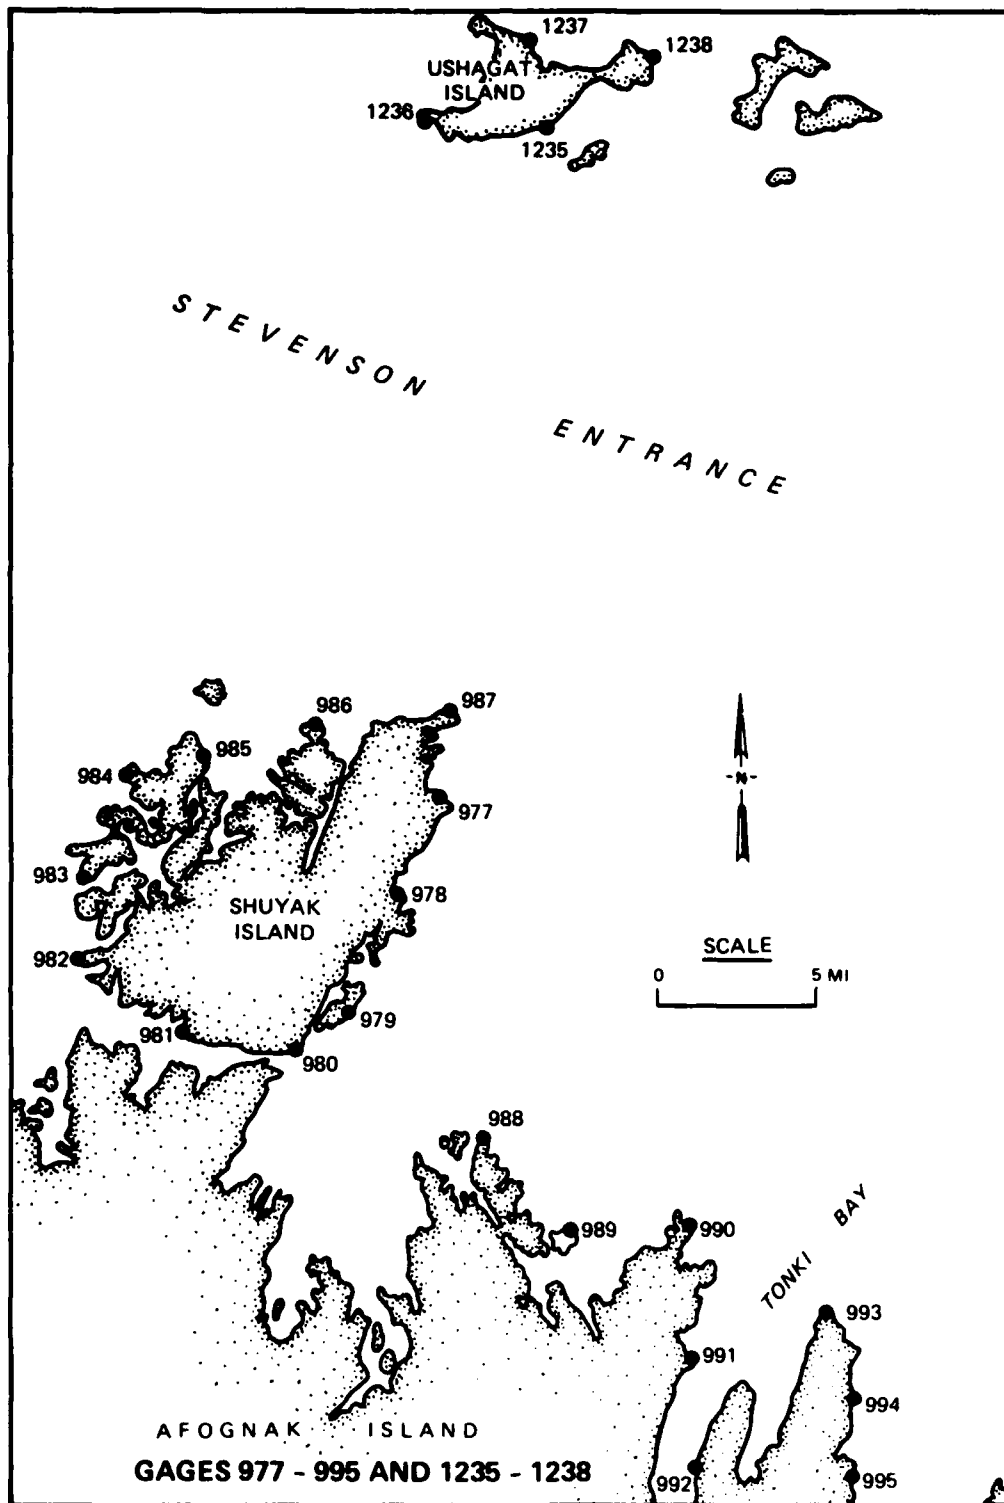 1237
1238
USHAGAT
ISLAND
1236
1235
STEVENSON
ENTRANCE
987
986
985
984
-N-
977
983
978
SHUYAK
ISLAND
982
SCALE
0 5 MI
979
981
980
988
989
990
TONKI BAY
993
991
994
AFOGNAK ISLAND
992
995
GAGES 977 - 995 AND 1235 - 1238